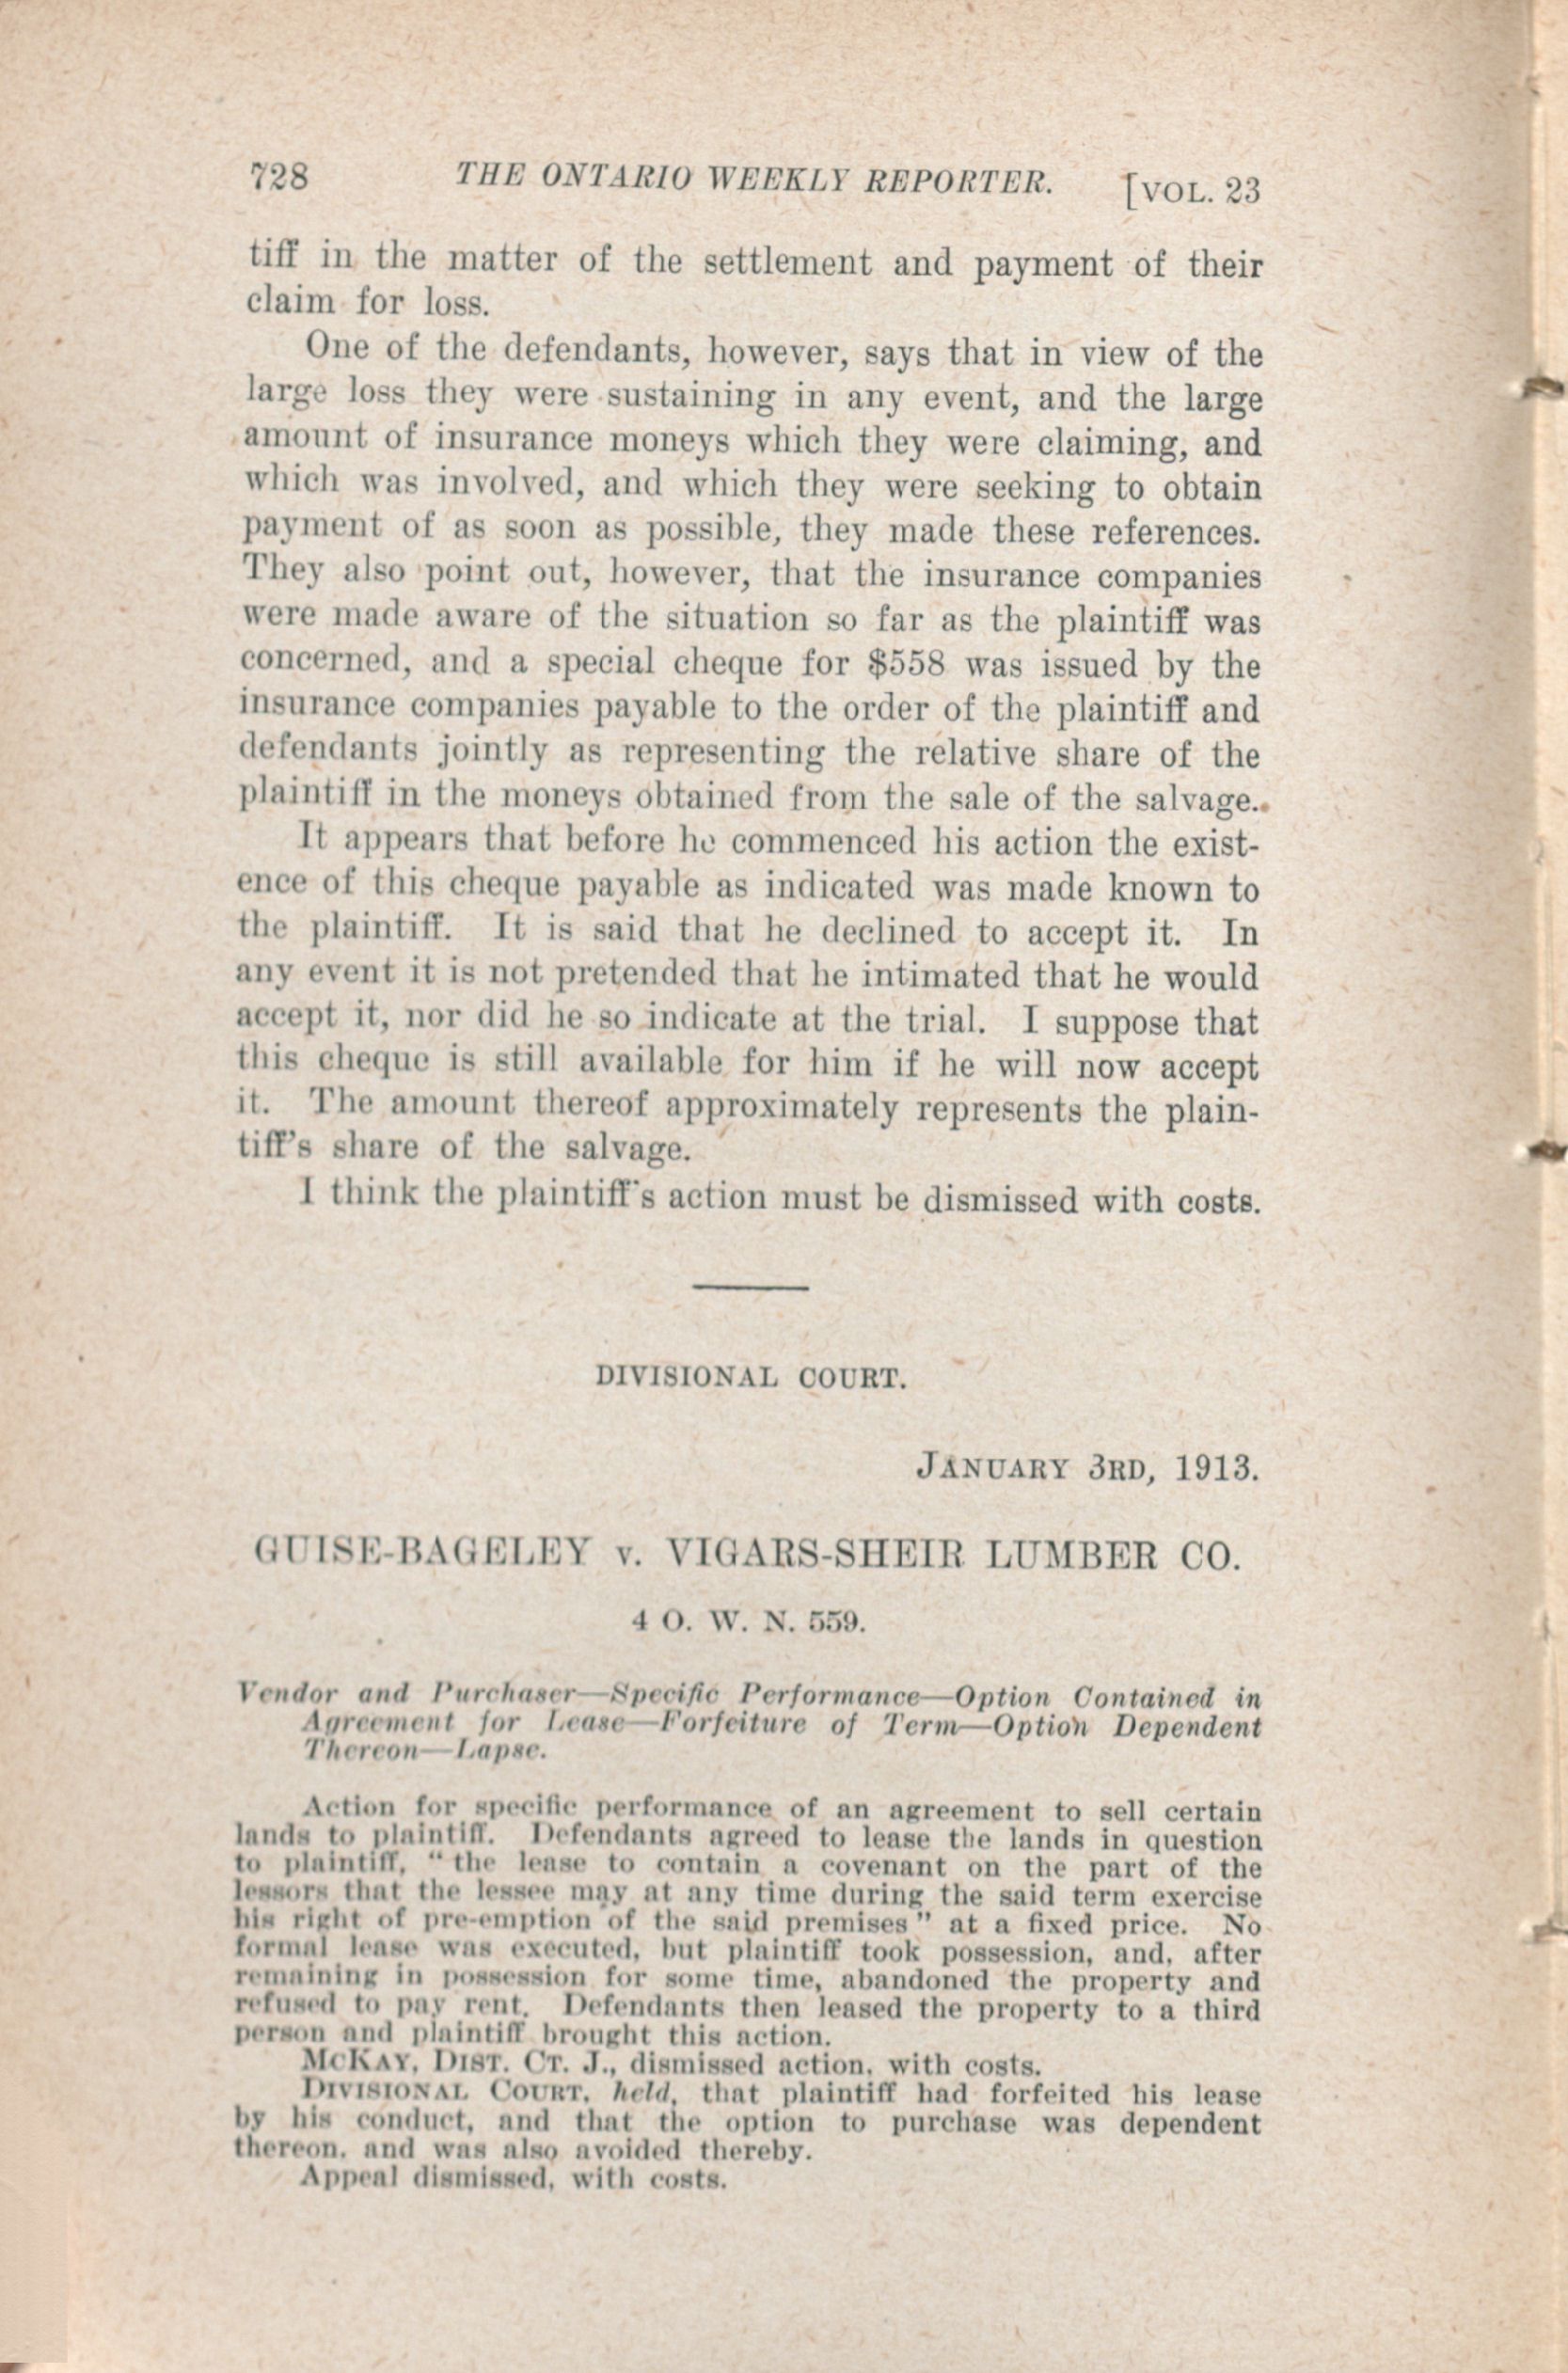 728 THE ONTARIO WEEKLY REPORTER. [VOL. 23
tiff in the matter of the settlement and payment of their
claim for loss.
One of the defendants, however, says that in view of the
large loss they were sustaining in any event, and the large
amount of insurance moneys which they were claiming, and
which was involved, and which they were seeking to obtain
payment of as soon as possible, they made these references.
They also point out, however, that the insurance companies
were made aware of the situation so far as the plaintiff was
concerned, and a special cheque for $558 was issued by the
insurance companies payable to the order of the plaintiff and
defendants jointly as representing the relative share of the
plaintiff in the moneys obtained from the sale of the salvage.
It appears that before he commenced his action the exist-
ence of this cheque payable as indicated was made known to
the plaintiff. It is said that he declined to accept it. In
any event it is not pretended that he intimated that he would
accept it, nor did he so indicate at the trial. I suppose that
this cheque is still available for him if he will now accept
it. The amount thereof approximately represents the plain-
tiff's share of the salvage.
I think the plaintiff's action must be dismissed with costs.
DIVISIONAL COURT.
JANUARY 3RD, 1913.
GUISE-BAGELEY v. VIGARS-SHEIR LUMBER CO.
4 O. W. N. 559.
Vendor and Purchaser—Specific Performance—Option Contained in
Agreement for Lease—Forfeiture of Term—Option Dependent
Thereon—Lapse.
Action for specific performance of an agreement to sell certain
lands to plaintiff. Defendants agreed to lease the lands in question
to plaintiff, "the lease to contain a covenant on the part of the
lessors that the lessee may at any time during the said term exercise
his right of pre-emption of the said premises" at a fixed price. No
formal lease was executed, but plaintiff took possession, and, after
remaining in possession for some time, abandoned the property and
refused to pay rent. Defendants then leased the property to a third
person and plaintiff brought this action.
McKAY, DIST. CT. J., dismissed action, with costs.
DIVISIONAL COURT, held, that plaintiff had forfeited his lease
by his conduct, and that the option to purchase was dependent
thereon, and was also avoided thereby.
Appeal dismissed, with costs.